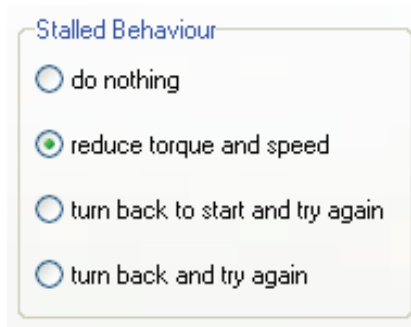 Stalled Behaviour
do nothing
reduce torque and speed
turn back to start and try again
turn back and try again